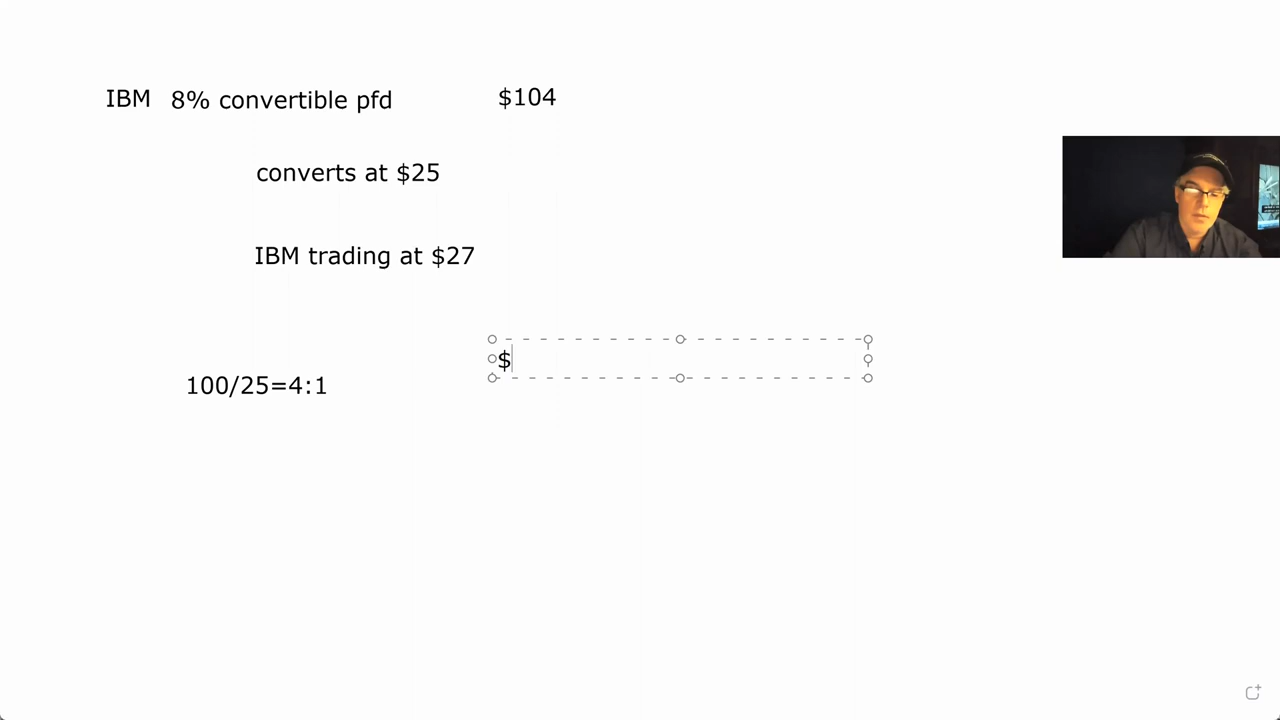 IBM 8% convertible pfd $104
converts at $25
IBM trading at $27
$
100/25=4:1